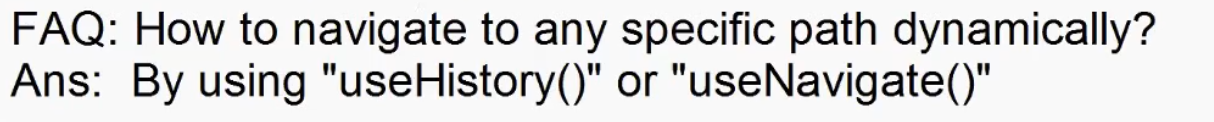 FAQ: How to navigate to any specific path dynamically?
Ans:  By using "useHistory()" or "useNavigate()"